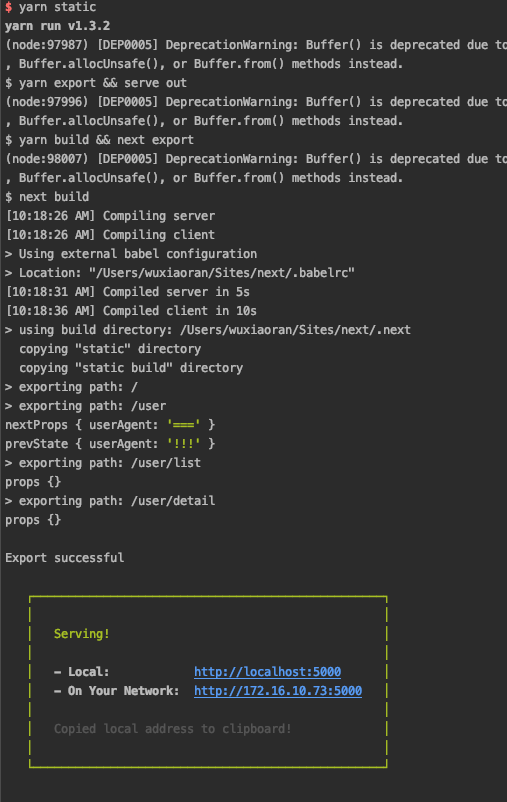 $ yarn static
yarn run v1.3.2
(node:97987) [DEP0005] DeprecationWarning: Buffer() is deprecated due to
, Buffer.allocUnsafe(), or Buffer.from() methods instead.
$ yarn export && serve out
(node:97996) [DEP0005] DeprecationWarning: Buffer() is deprecated due to
, Buffer.allocUnsafe(), or Buffer.from() methods instead.
$ yarn build && next export
(node:98007) [DEP0005] DeprecationWarning: Buffer() is deprecated due to
, Buffer.allocUnsafe(), or Buffer.from() methods instead.
$ next build
[10:18:26 AM] Compiling server
[10:18:26 AM] Compiling client
> Using external babel configuration
> Location: "/Users/wuxiaoran/Sites/next/.babelrc"
[10:18:31 AM] Compiled server in 5s
[10:18:36 AM] Compiled client in 10s
> using build directory: /Users/wuxiaoran/Sites/next/.next
  copying "static" directory
  copying "static build" directory
> exporting path: /
> exporting path: /user
nextProps { userAgent: '===' }
prevState { userAgent: '!!!' }
> exporting path: /user/list
props {}
> exporting path: /user/detail
props {}
Export successful
Serving!
- Local: http://localhost:5000
- On Your Network: http://172.16.10.73:5000
Copied local address to clipboard!